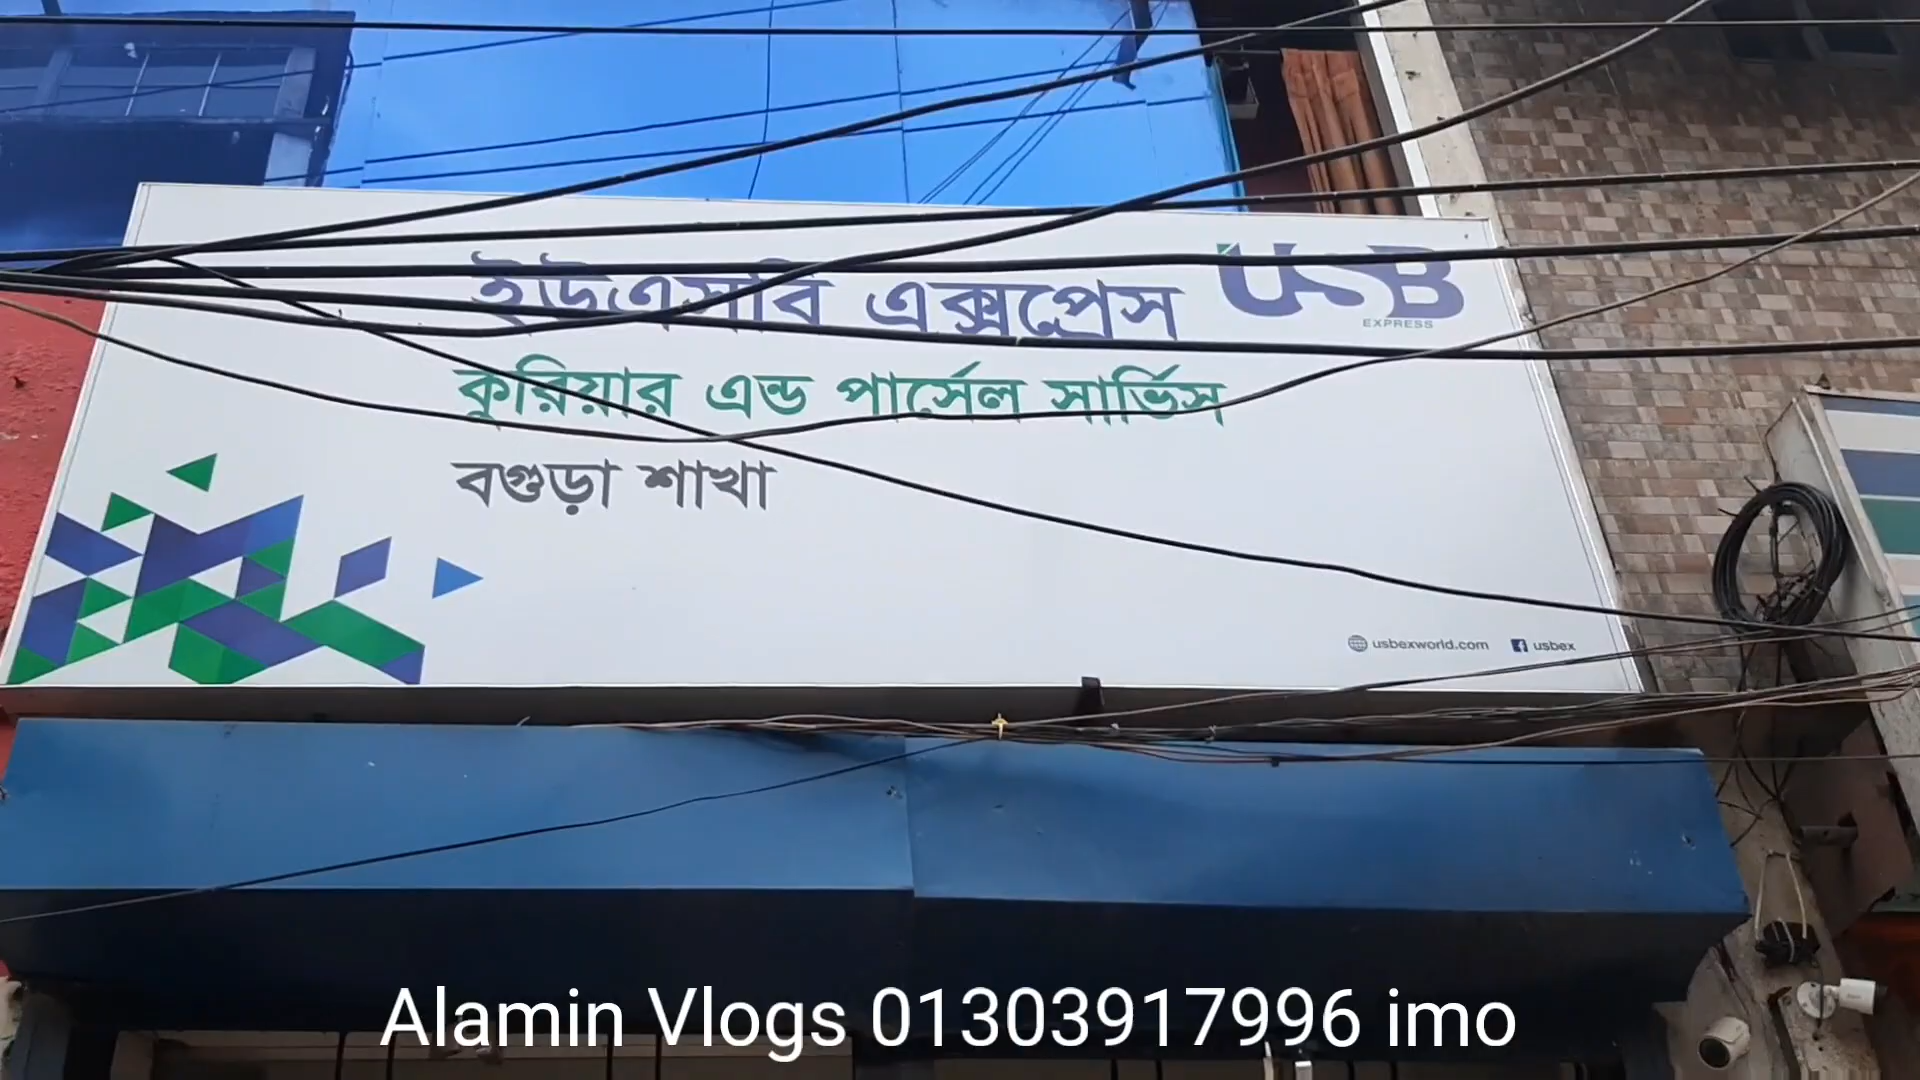 ইউএসবি এক্সপ্রেস
USB
EXPRESS
কুরিয়ার এন্ড পার্সেল সার্ভিস
বগুড়া শাখা
usbexworld.com usbex
Alamin Vlogs 01303917996 imo